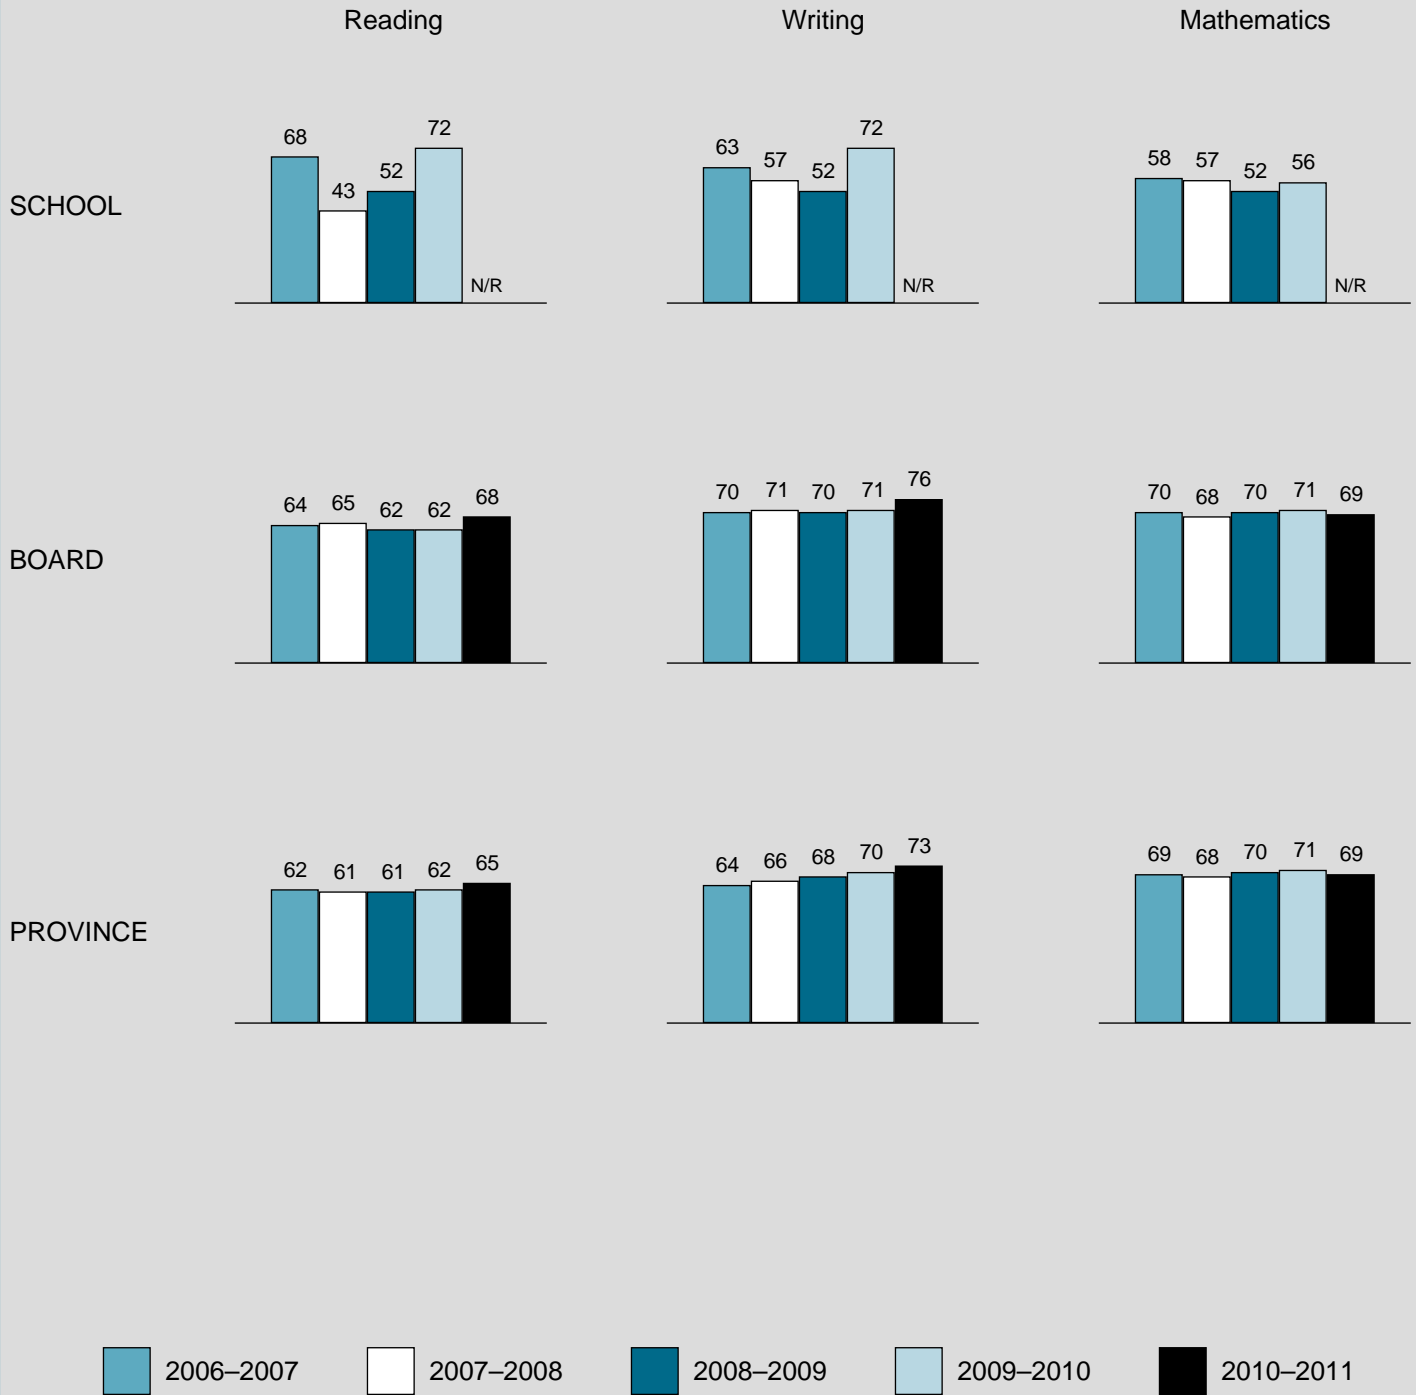 Reading Writing Mathematics
SCHOOL
68 43 52 72 N/R
63 57 52 72 N/R
58 57 52 56 N/R
BOARD
64 65 62 62 68
70 71 70 71 76
70 68 70 71 69
PROVINCE
62 61 61 62 65
64 66 68 70 73
69 68 70 71 69
2006–2007 2007–2008 2008–2009 2009–2010 2010–2011